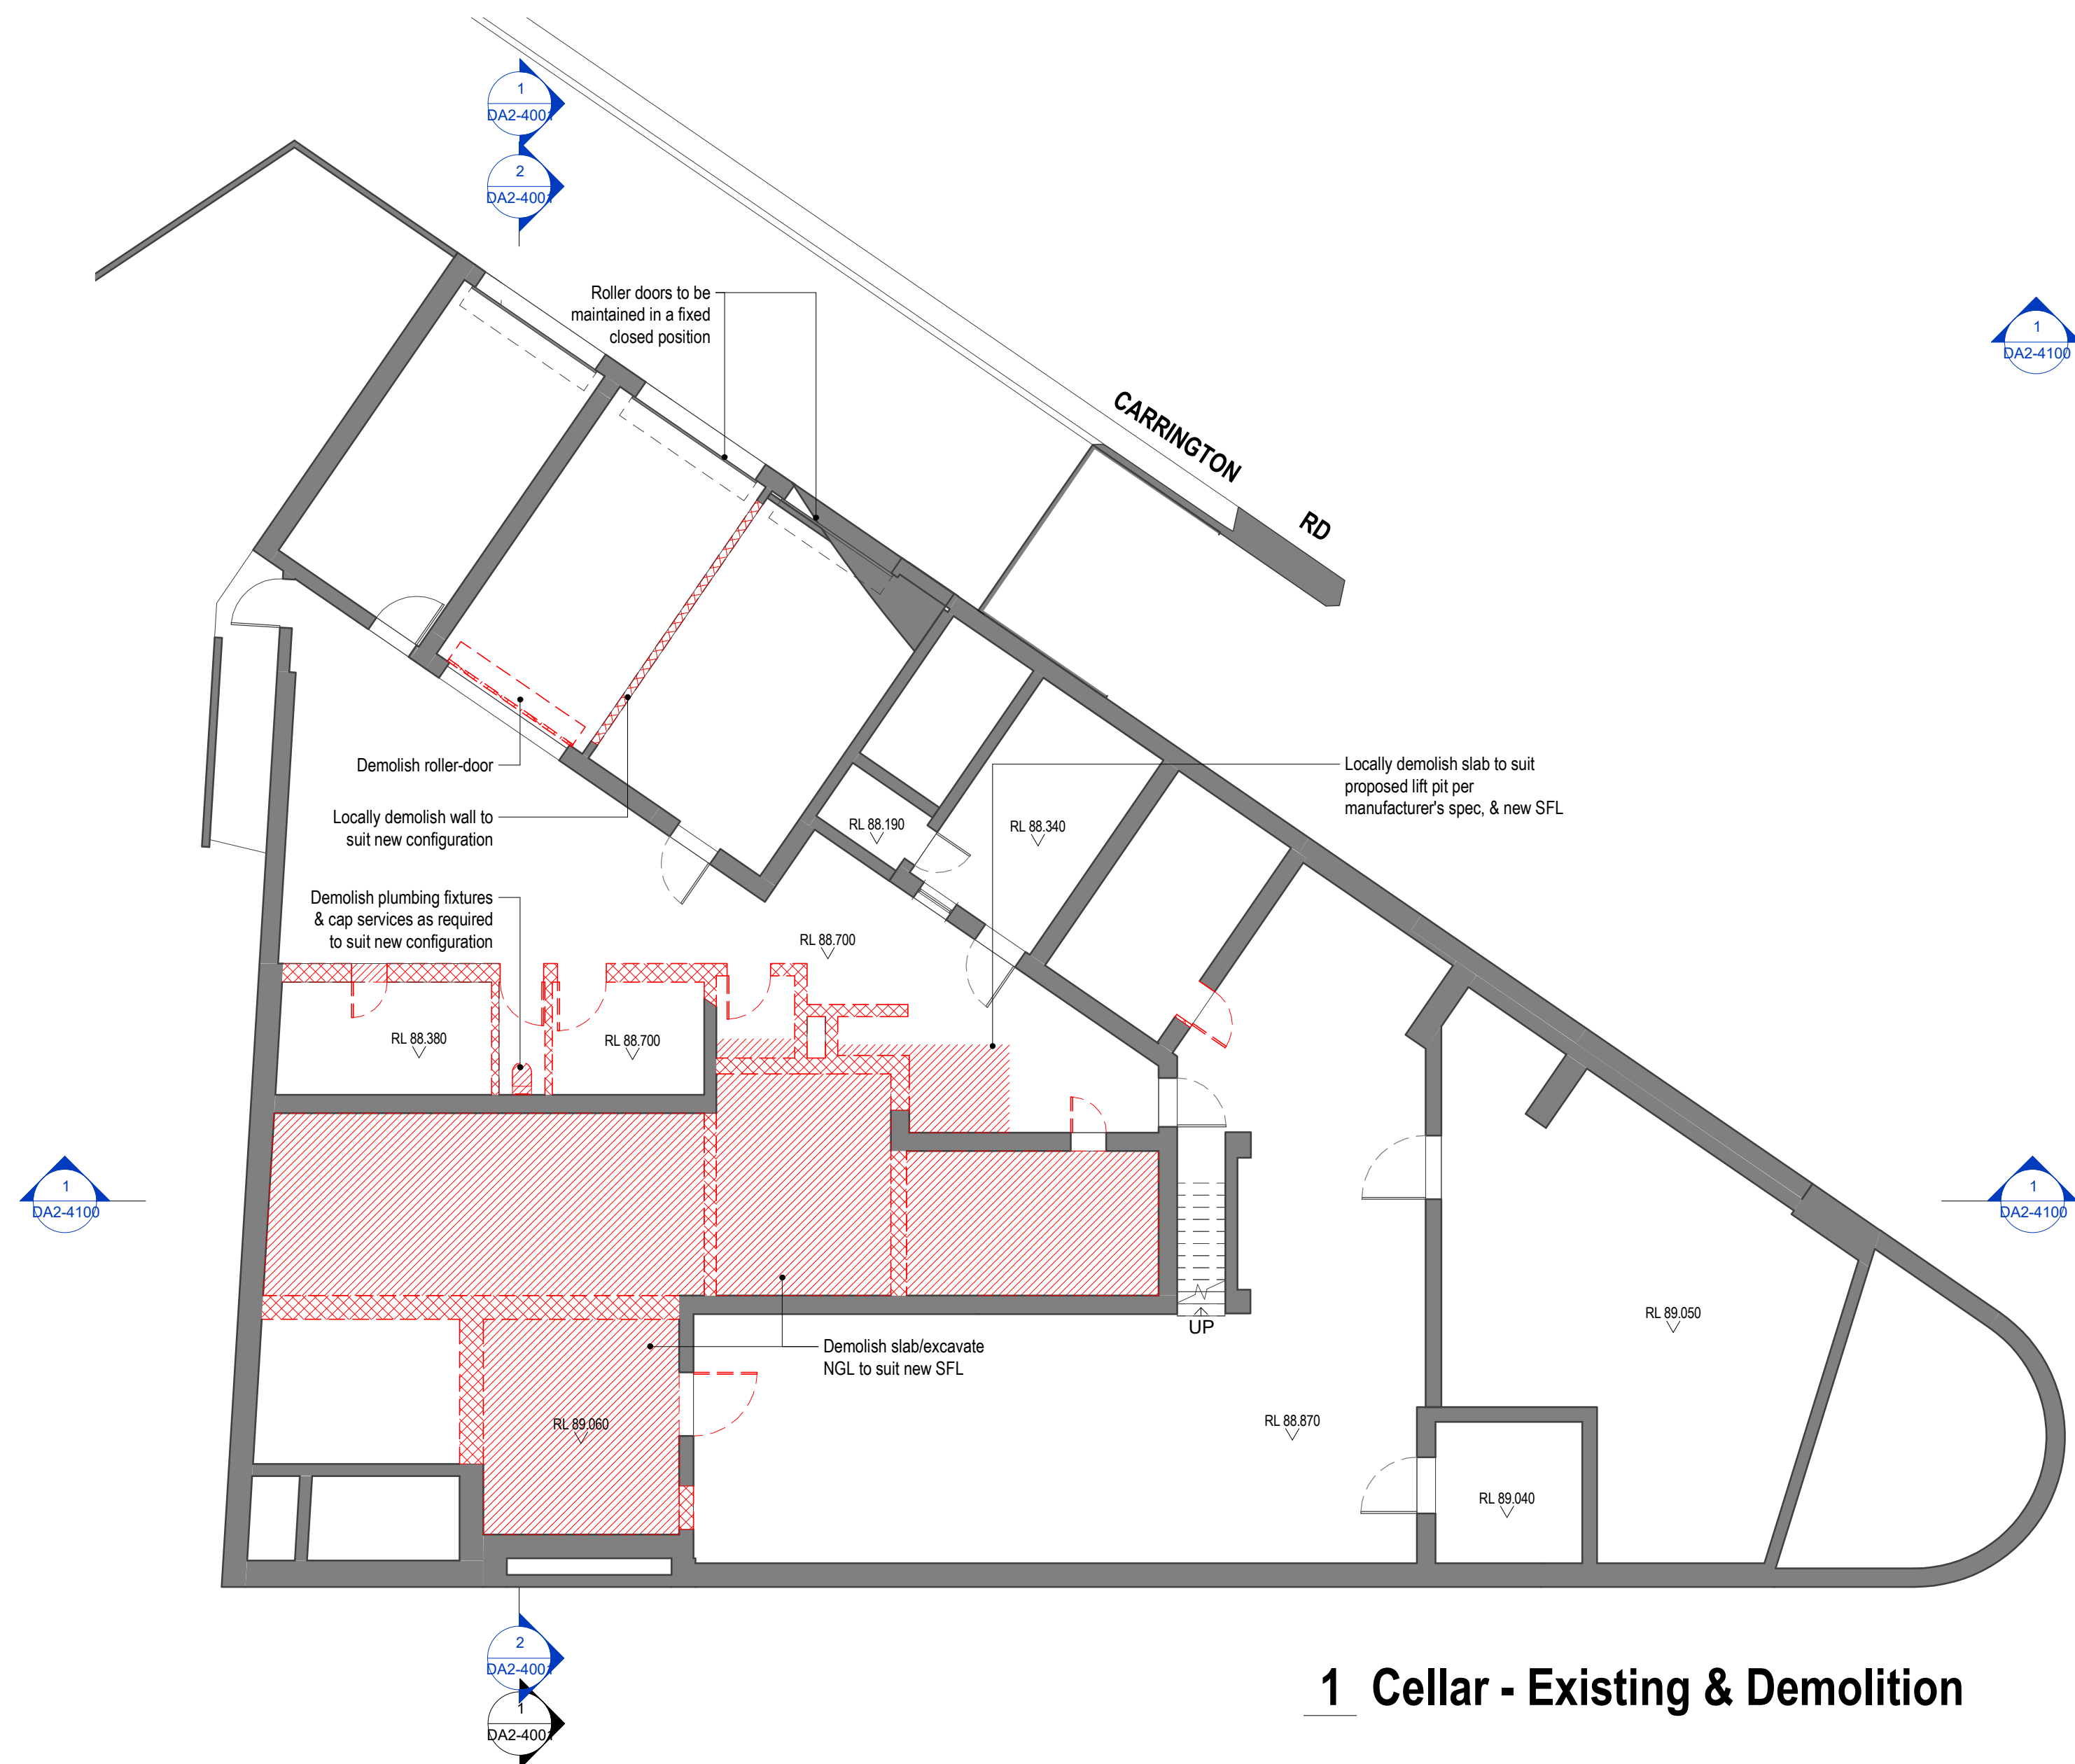 1
DA2-4001
2
DA2-4001
Roller doors to be
maintained in a fixed
closed position
1
DA2-4100
CARRINGTON
RD
Demolish roller-door
Locally demolish wall to
suit new configuration
Locally demolish slab to suit
proposed lift pit per
manufacturer's spec, & new SFL
RL 88.190
RL 88.340
Demolish plumbing fixtures
& cap services as required
to suit new configuration
RL 88.700
RL 88.380
RL 88.700
1
DA2-4100
1
DA2-4100
UP
RL 89.050
Demolish slab/excavate
NGL to suit new SFL
RL 89.060
RL 88.870
RL 89.040
2
DA2-4001
1
DA2-4001
1 Cellar - Existing & Demolition